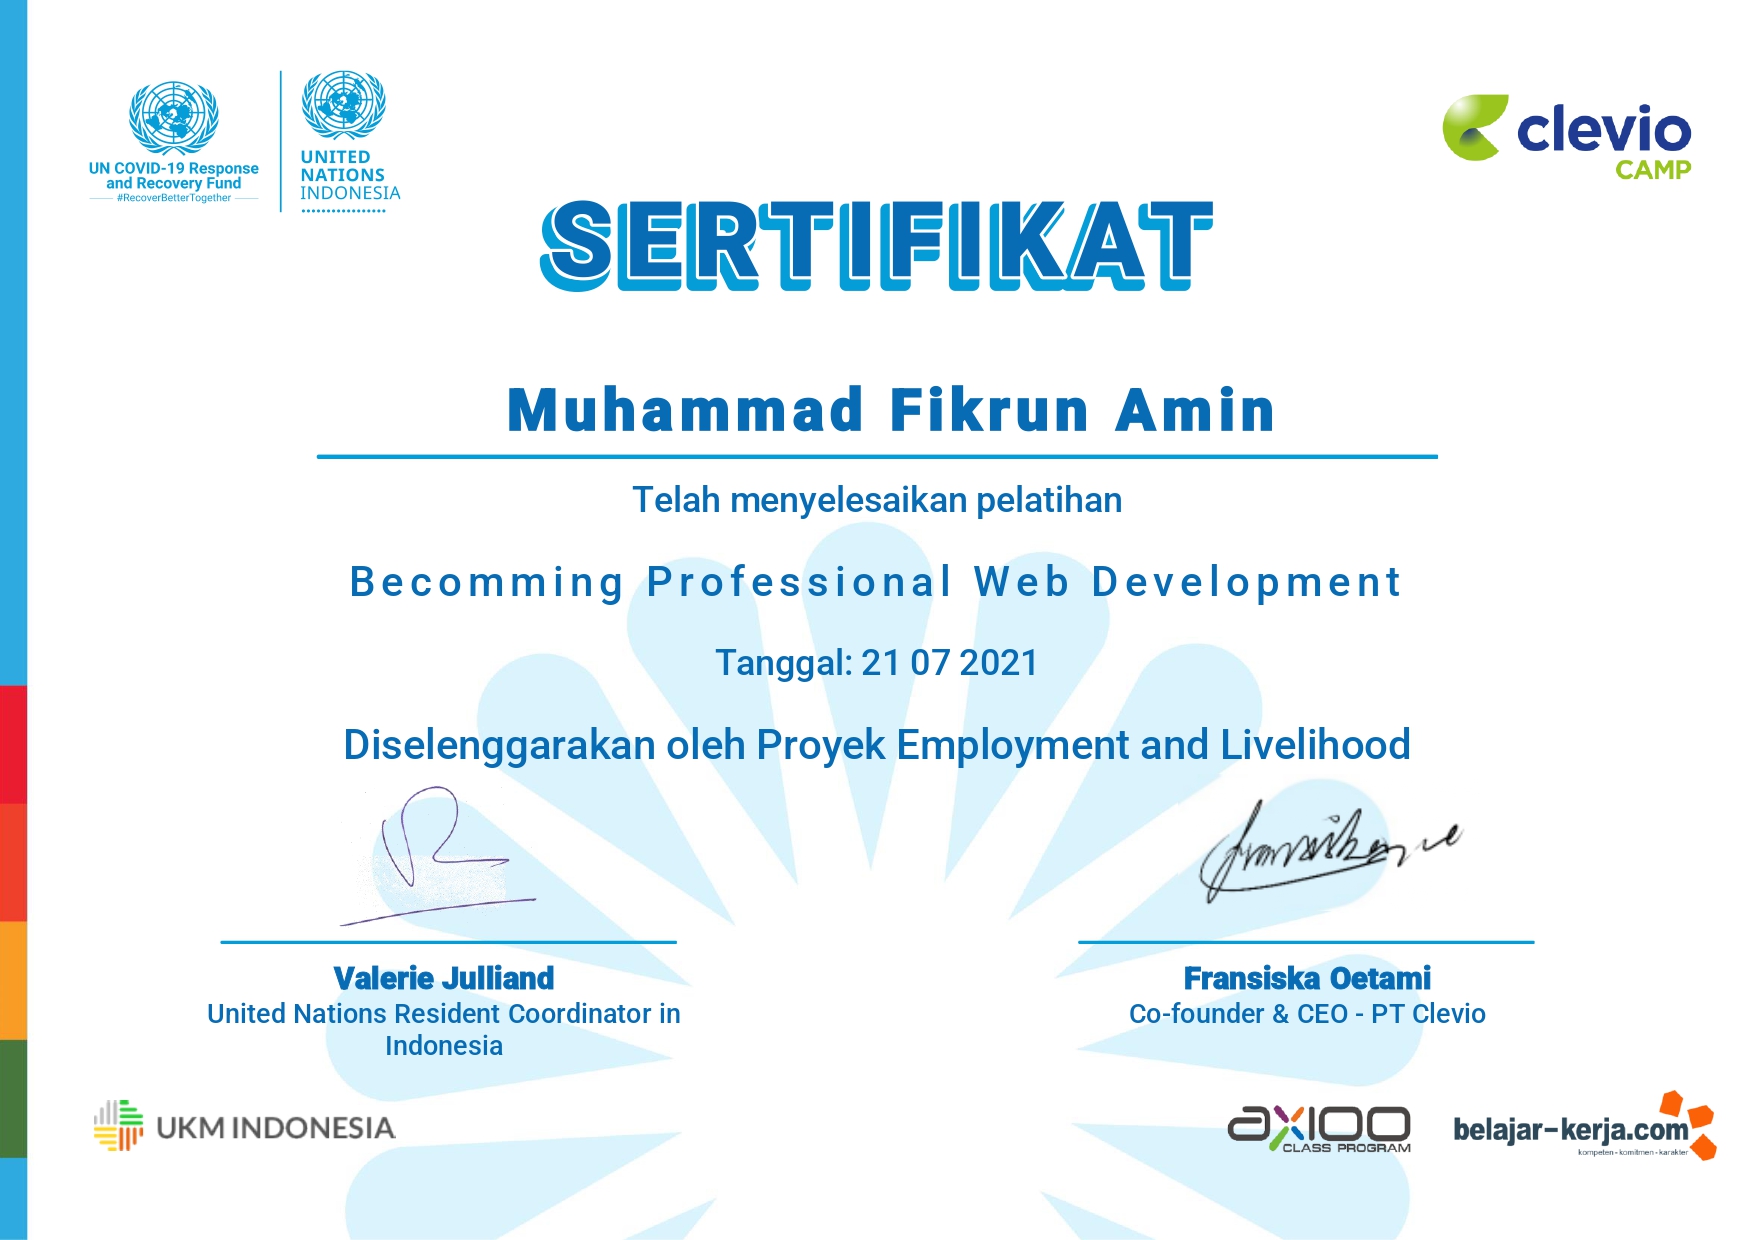 UN COVID-19 Response
and Recovery Fund
#RecoverBetterTogether
UNITED
NATIONS
INDONESIA
clevio
CAMP
SERTIFIKAT
Muhammad Fikrun Amin
Telah menyelesaikan pelatihan
Becomming Professional Web Development
Tanggal: 21 07 2021
Diselenggarakan oleh Proyek Employment and Livelihood
Valerie Julliand
United Nations Resident Coordinator in
Indonesia
Fransiska Oetami
Co-founder & CEO - PT Clevio
UKM INDONESIA
axioo
CLASS PROGRAM
belajar-kerja.com
kompeten - komitmen - karakter